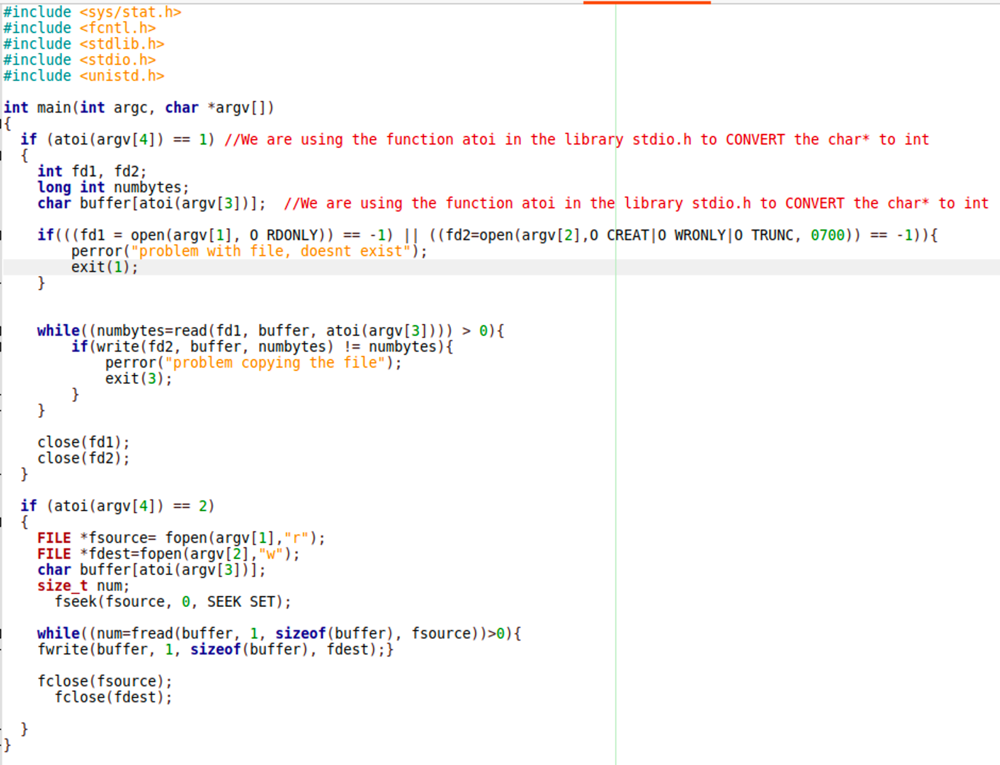 #include <sys/stat.h>
#include <fcntl.h>
#include <stdlib.h>
#include <stdio.h>
#include <unistd.h>

int main(int argc, char *argv[])
{
  if (atoi(argv[4]) == 1) //We are using the function atoi in the library stdio.h to CONVERT the char* to int
  {
    int fd1, fd2;
    long int numbytes;
    char buffer[atoi(argv[3])];  //We are using the function atoi in the library stdio.h to CONVERT the char* to int

    if(((fd1 = open(argv[1], O RDONLY)) == -1) || ((fd2=open(argv[2],O CREAT|O WRONLY|O TRUNC, 0700)) == -1)){
        perror("problem with file, doesnt exist");
        exit(1);
    }


    while((numbytes=read(fd1, buffer, atoi(argv[3]))) > 0){
        if(write(fd2, buffer, numbytes) != numbytes){
            perror("problem copying the file");
            exit(3);
        }
    }

    close(fd1);
    close(fd2);
  }

  if (atoi(argv[4]) == 2)
  {
    FILE *fsource= fopen(argv[1],"r");
    FILE *fdest=fopen(argv[2],"w");
    char buffer[atoi(argv[3])];
    size_t num;
      fseek(fsource, 0, SEEK SET);

    while((num=fread(buffer, 1, sizeof(buffer), fsource))>0){
    fwrite(buffer, 1, sizeof(buffer), fdest);}

    fclose(fsource);
      fclose(fdest);

  }
}